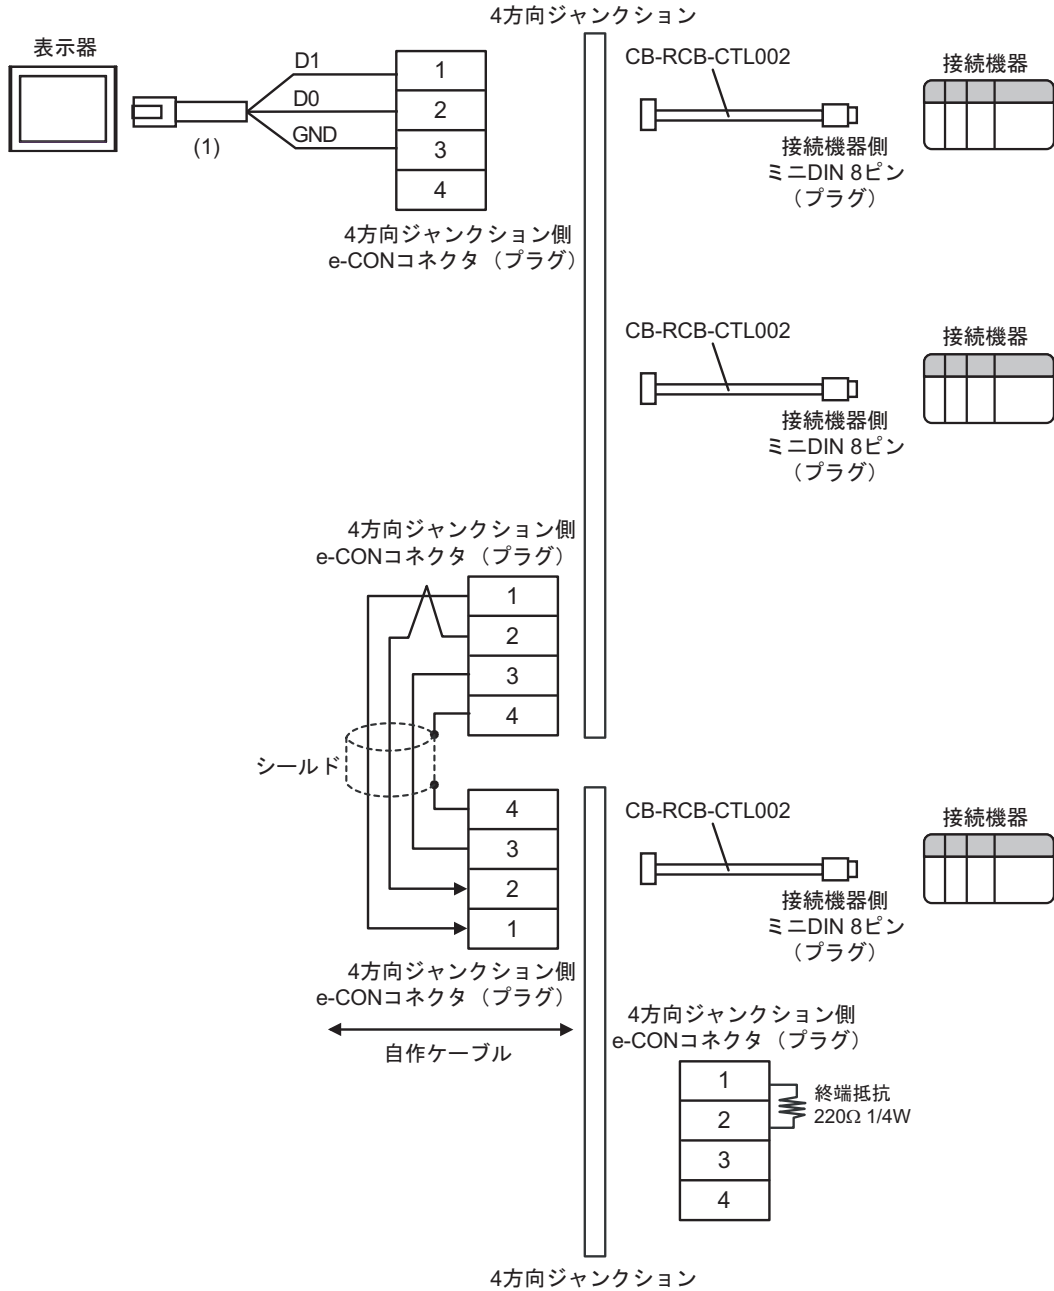 4方向ジャンクション
表示器
D1
D0
GND
(1)
1
2
3
4
4方向ジャンクション側
e-CONコネクタ（プラグ）
CB-RCB-CTL002
接続機器側
ミニDIN 8ピン
（プラグ）
接続機器
CB-RCB-CTL002
接続機器側
ミニDIN 8ピン
（プラグ）
接続機器
4方向ジャンクション側
e-CONコネクタ（プラグ）
1
2
3
4
シールド
4
3
2
1
4方向ジャンクション側
e-CONコネクタ（プラグ）
自作ケーブル
CB-RCB-CTL002
接続機器側
ミニDIN 8ピン
（プラグ）
接続機器
4方向ジャンクション側
e-CONコネクタ（プラグ）
1
2
3
4
終端抵抗
220Ω 1/4W
4方向ジャンクション